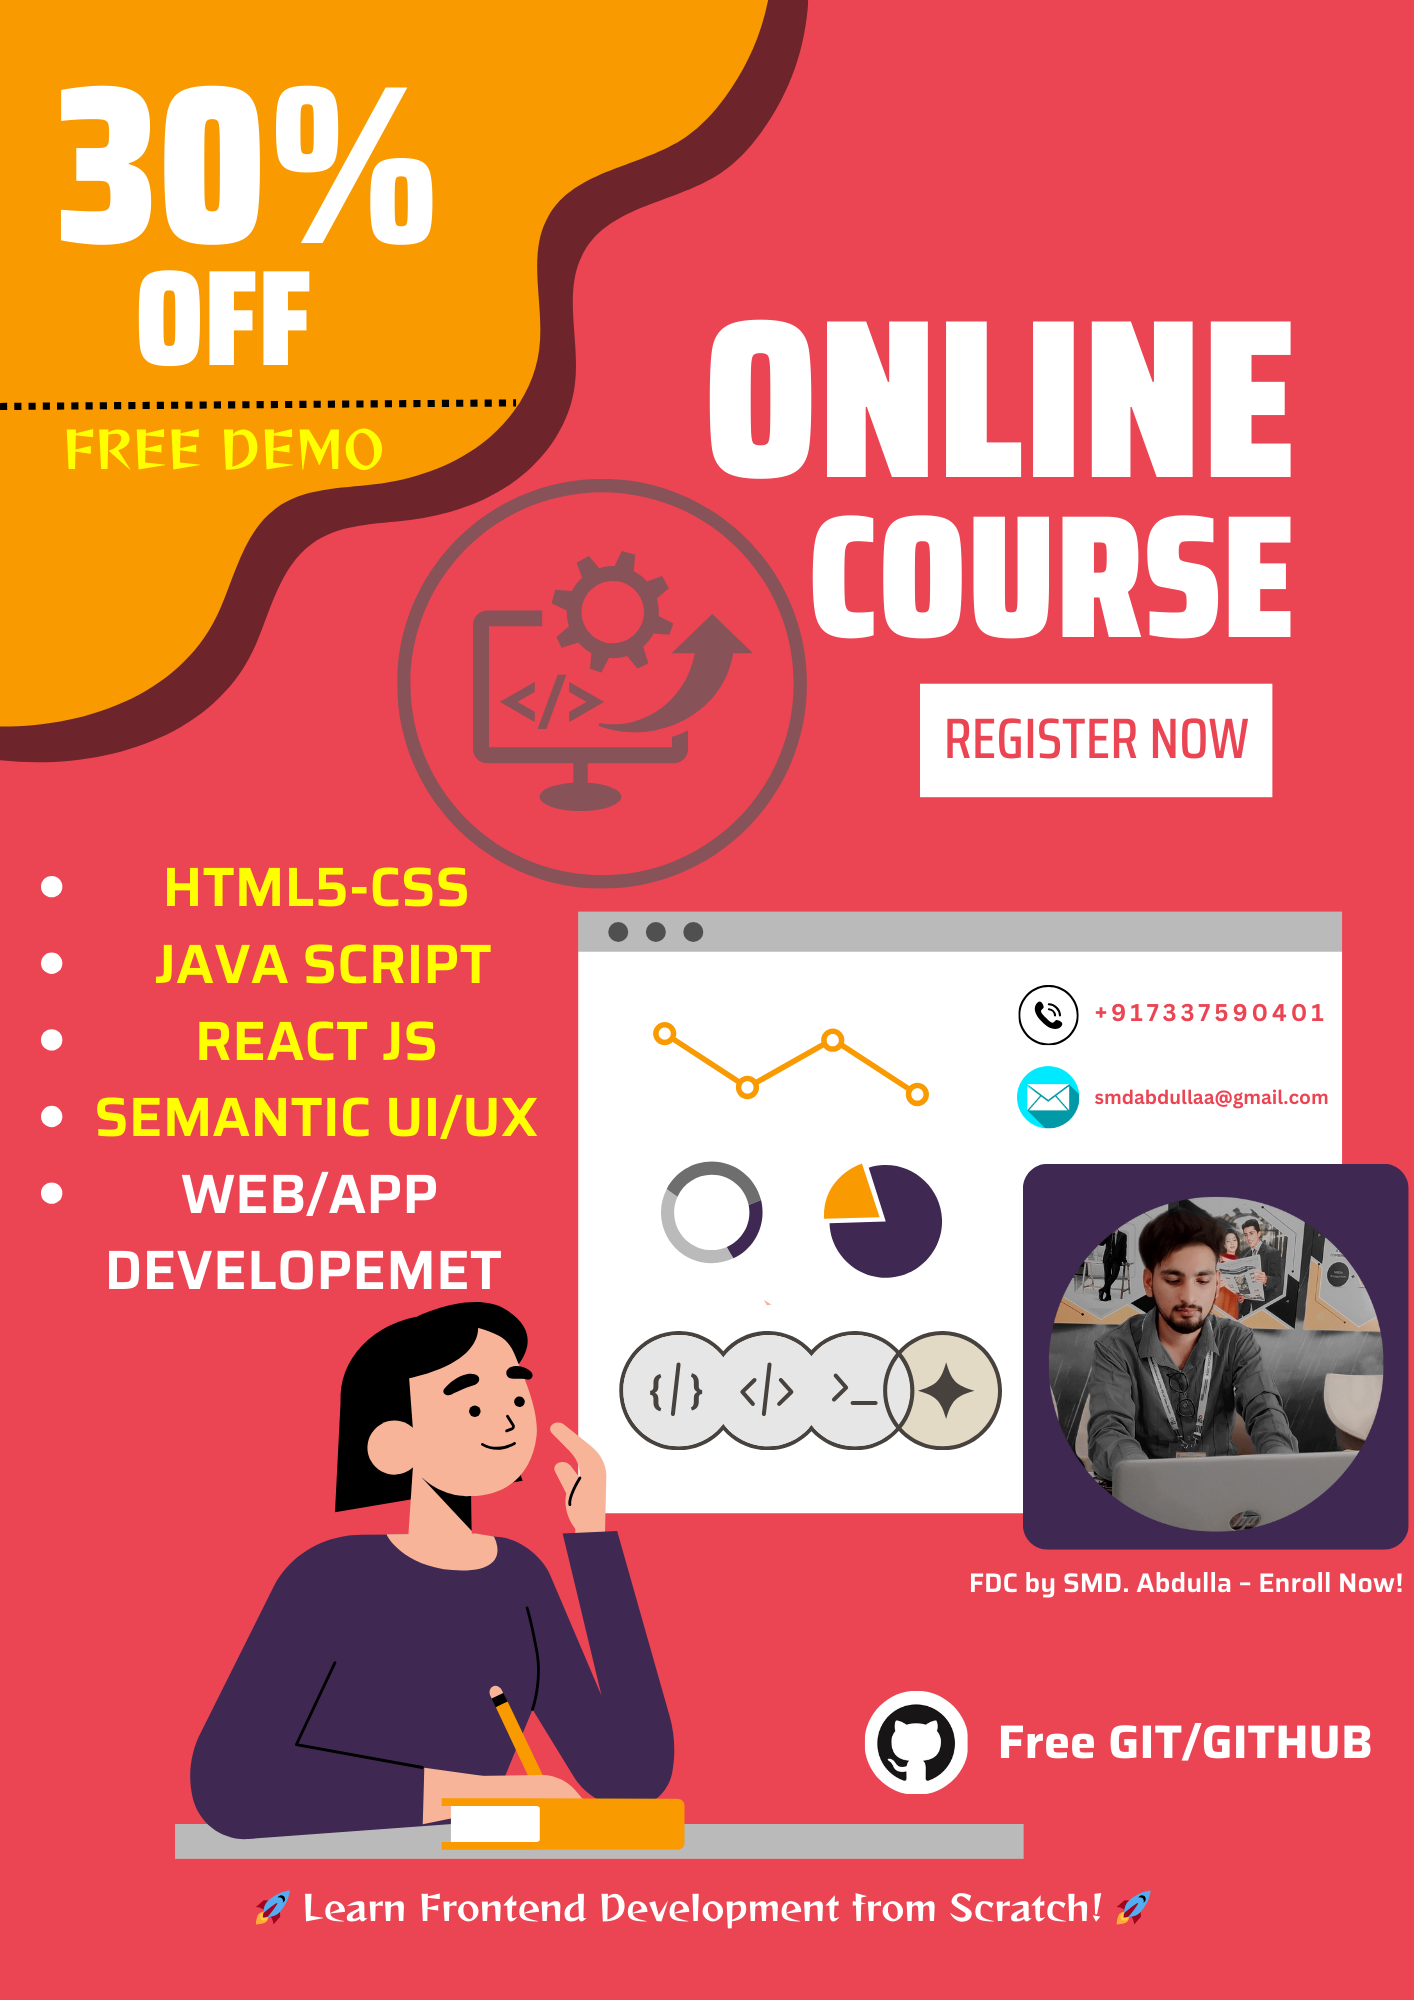 30%
OFF
FREE DEMO
ONLINE
COURSE
REGISTER NOW
</>
HTML5-CSS
JAVA SCRIPT
REACT JS
SEMANTIC UI/UX
WEB/APP
DEVELOPEMET
+917337590401
smdabdullaa@gmail.com
{/} </> >_
hp
FDC by SMD. Abdulla – Enroll Now!
Free GIT/GITHUB
🚀 Learn Frontend Development from Scratch! 🚀